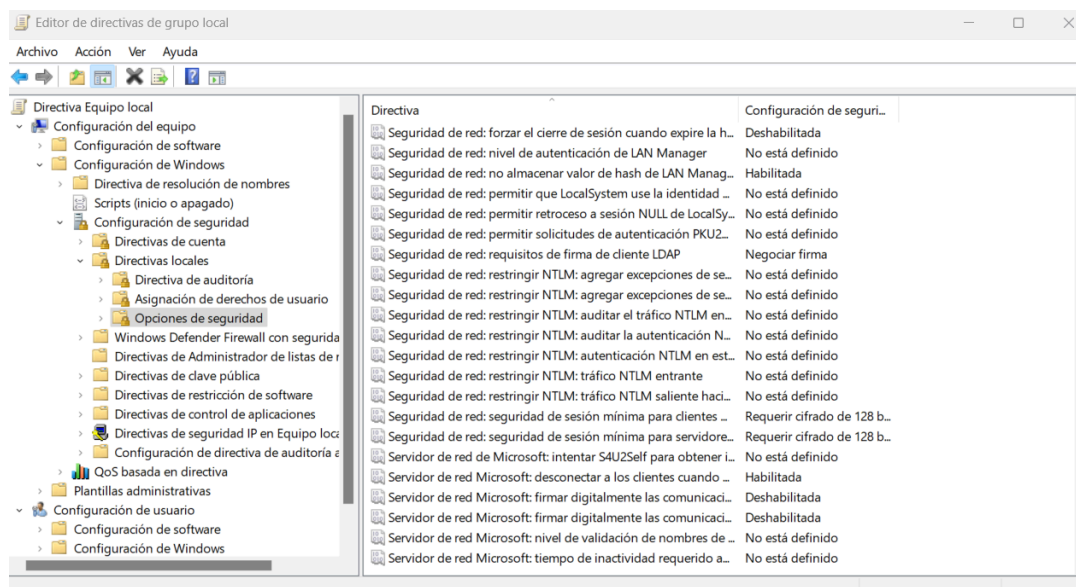 Editor de directivas de grupo local
Archivo Acción Ver Ayuda
Directiva Equipo local
Configuración del equipo
Configuración de software
Configuración de Windows
Directiva de resolución de nombres
Scripts (inicio o apagado)
Configuración de seguridad
Directivas de cuenta
Directivas locales
Directiva de auditoría
Asignación de derechos de usuario
Opciones de seguridad
Windows Defender Firewall con segurida
Directivas de Administrador de listas de r
Directivas de clave pública
Directivas de restricción de software
Directivas de control de aplicaciones
Directivas de seguridad IP en Equipo loca
Configuración de directiva de auditoría a
QoS basada en directiva
Plantillas administrativas
Configuración de usuario
Configuración de software
Configuración de Windows
Directiva Configuración de seguri...
Seguridad de red: forzar el cierre de sesión cuando expire la h... Deshabilitada
Seguridad de red: nivel de autenticación de LAN Manager No está definido
Seguridad de red: no almacenar valor de hash de LAN Manag... Habilitada
Seguridad de red: permitir que LocalSystem use la identidad ... No está definido
Seguridad de red: permitir retroceso a sesión NULL de LocalSy... No está definido
Seguridad de red: permitir solicitudes de autenticación PKU2... No está definido
Seguridad de red: requisitos de firma de cliente LDAP Negociar firma
Seguridad de red: restringir NTLM: agregar excepciones de se... No está definido
Seguridad de red: restringir NTLM: agregar excepciones de se... No está definido
Seguridad de red: restringir NTLM: auditar el tráfico NTLM en... No está definido
Seguridad de red: restringir NTLM: auditar la autenticación N... No está definido
Seguridad de red: restringir NTLM: autenticación NTLM en est... No está definido
Seguridad de red: restringir NTLM: tráfico NTLM entrante No está definido
Seguridad de red: restringir NTLM: tráfico NTLM saliente haci... No está definido
Seguridad de red: seguridad de sesión mínima para clientes ... Requerir cifrado de 128 b...
Seguridad de red: seguridad de sesión mínima para servidore... Requerir cifrado de 128 b...
Servidor de red de Microsoft: intentar S4U2Self para obtener i... No está definido
Servidor de red Microsoft: desconectar a los clientes cuando ... Habilitada
Servidor de red Microsoft: firmar digitalmente las comunicaci... Deshabilitada
Servidor de red Microsoft: firmar digitalmente las comunicaci... Deshabilitada
Servidor de red Microsoft: nivel de validación de nombres de ... No está definido
Servidor de red Microsoft: tiempo de inactividad requerido a... No está definido